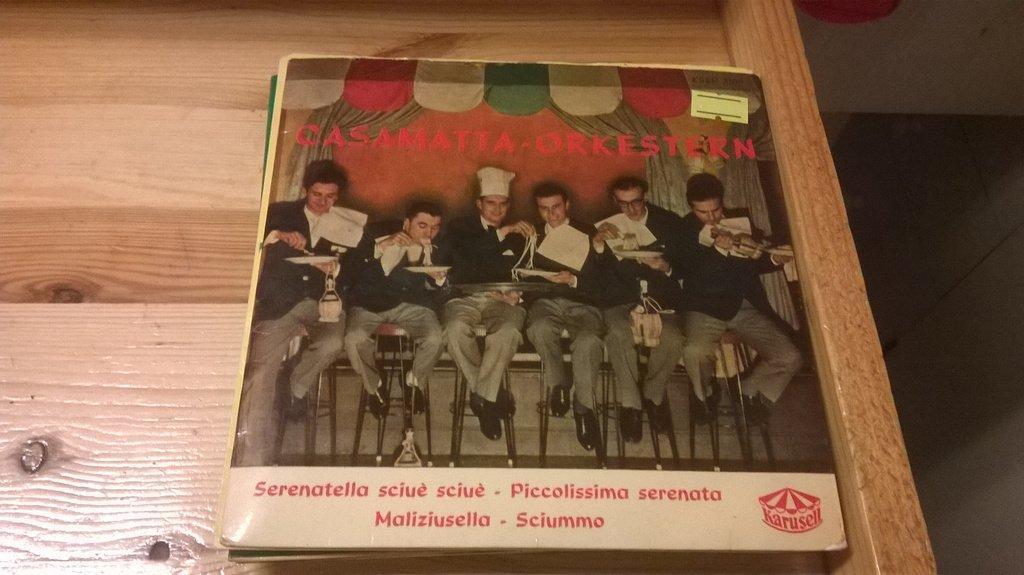 CASAMATTA-ORKESTERN
Serenatella sciuè sciuè - Piccolissima serenata
Maliziusella - Sciummo
Karusell